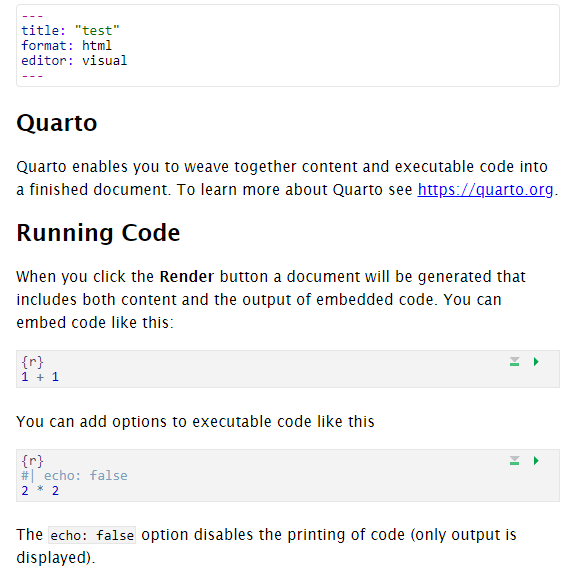 ---
title: "test"
format: html
editor: visual
---
Quarto
Quarto enables you to weave together content and executable code into
a finished document. To learn more about Quarto see https://quarto.org.
Running Code
When you click the Render button a document will be generated that
includes both content and the output of embedded code. You can
embed code like this:
{r}
1 + 1
You can add options to executable code like this
{r}
#| echo: false
2 * 2
The echo: false option disables the printing of code (only output is
displayed).